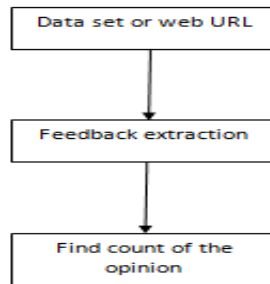 Data set or web URL
Feedback extraction
Find count of the
opinion